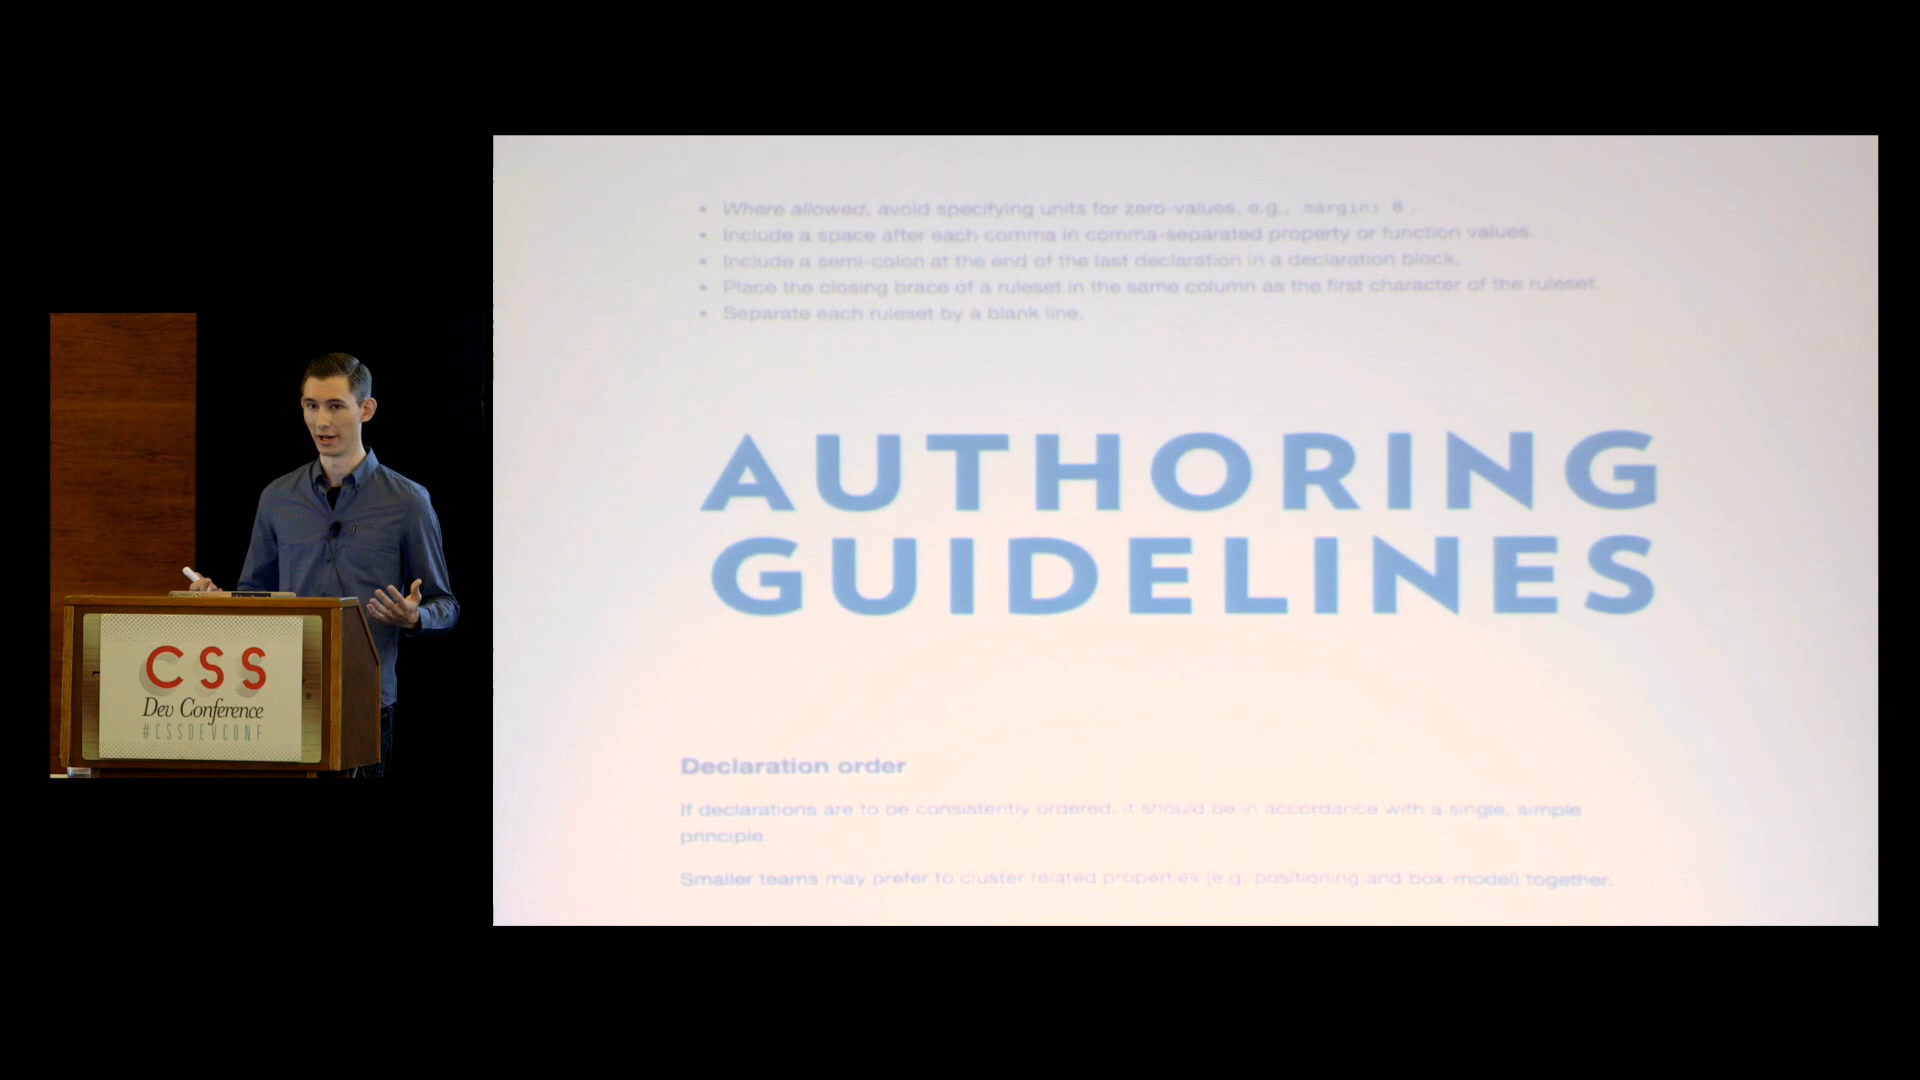 • Where allowed, avoid specifying units for zero-values, e.g., margin: 0 .
• Include a space after each comma in comma-separated property or function values.
• Include a semi-colon at the end of the last declaration in a declaration block.
• Place the closing brace of a ruleset in the same column as the first character of the ruleset.
• Separate each ruleset by a blank line.
AUTHORING
GUIDELINES
Declaration order
If declarations are to be consistently ordered, it should be in accordance with a single, simple
principle.
Smaller teams may prefer to cluster related properties (e.g. positioning and box-model) together.
CSS
Dev Conference
#CSSDEVCONF